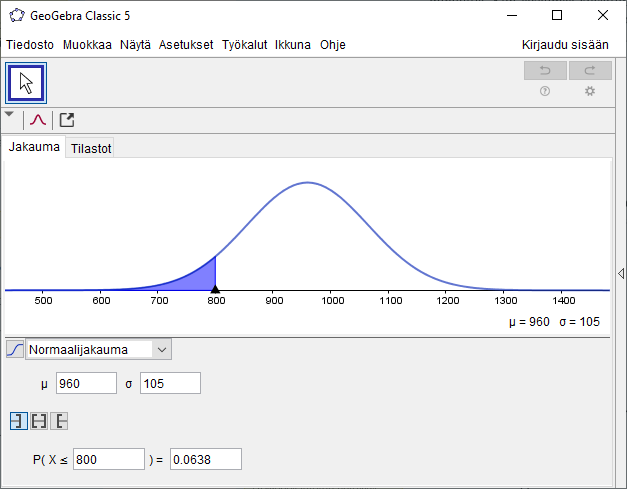 GeoGebra Classic 5
Tiedosto Muokkaa Näytä Asetukset Työkalut Ikkuna Ohje Kirjaudu sisään
Jakauma Tilastot
500 600 700 800 900 1000 1100 1200 1300 1400
μ = 960 σ = 105
Normaalijakauma
μ 960 σ 105
P( X ≤ 800 ) = 0.0638